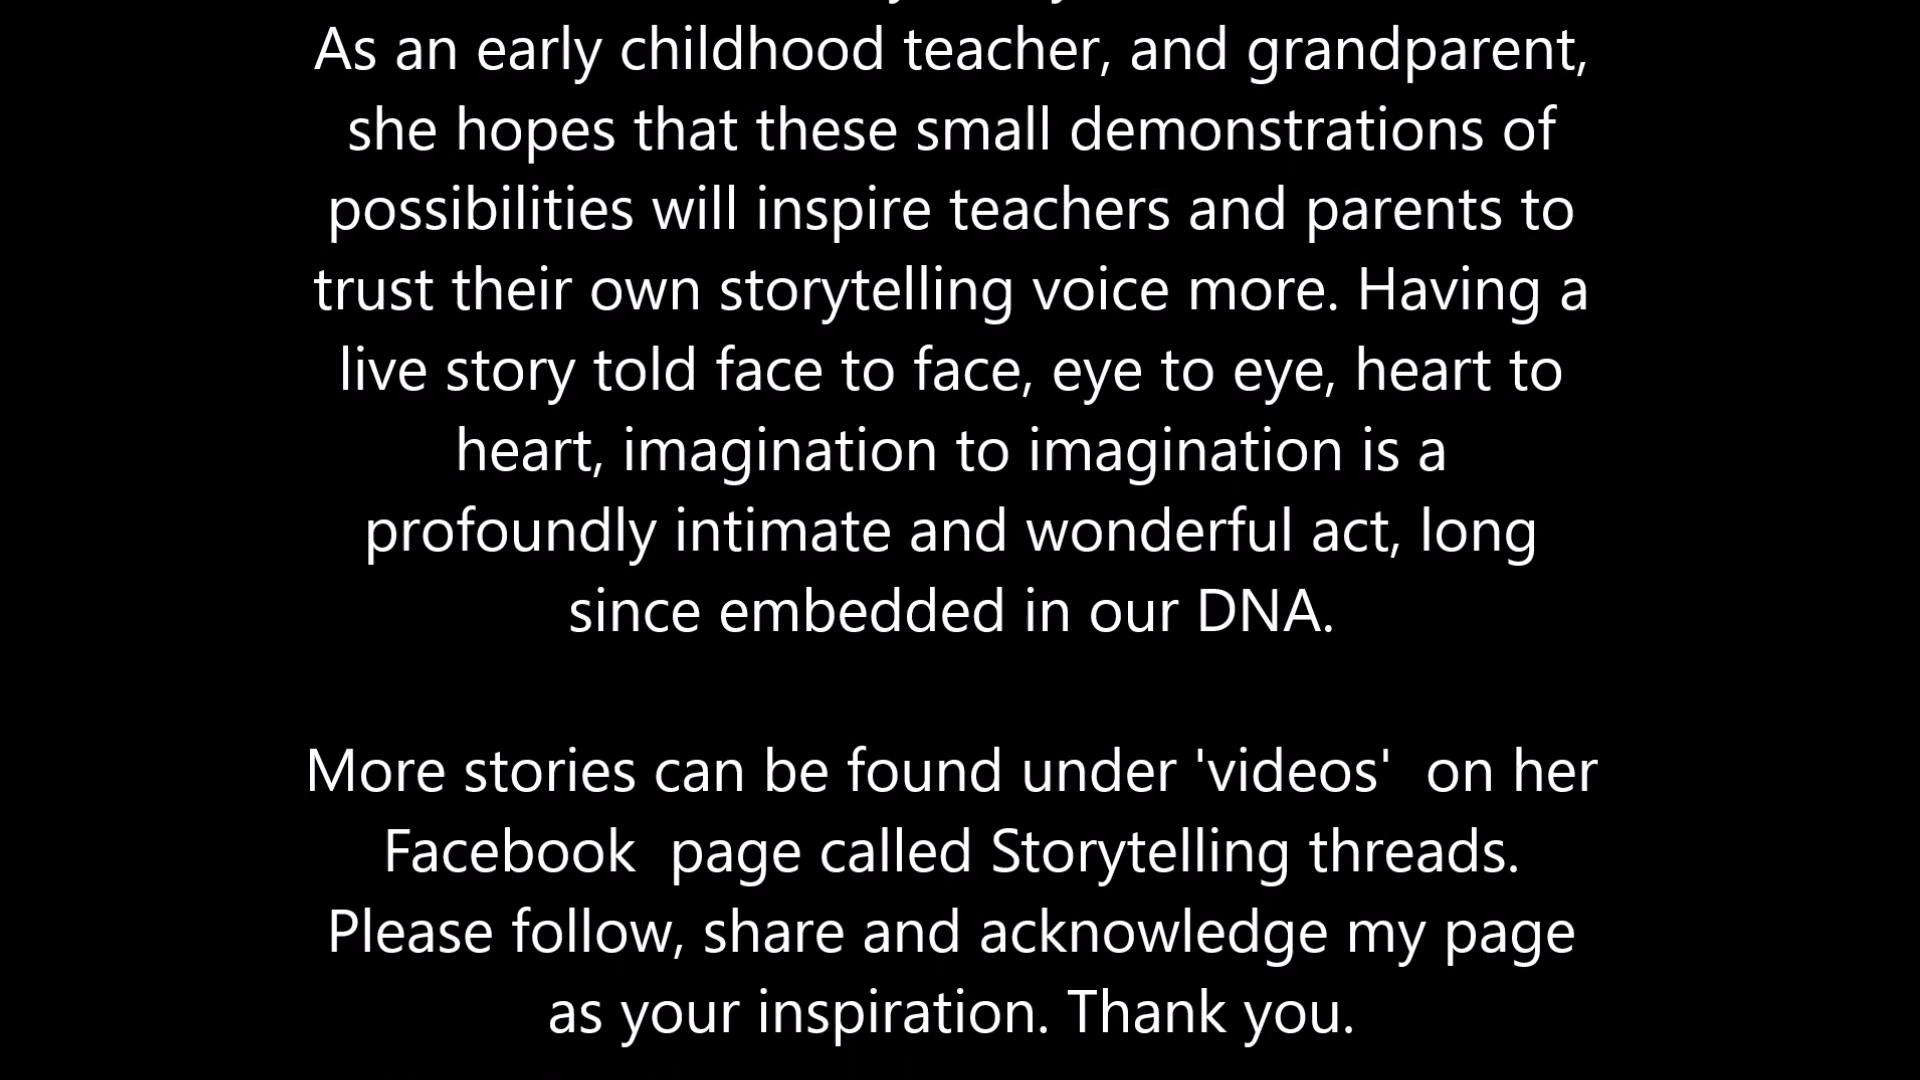 As an early childhood teacher, and grandparent,
she hopes that these small demonstrations of
possibilities will inspire teachers and parents to
trust their own storytelling voice more. Having a
live story told face to face, eye to eye, heart to
heart, imagination to imagination is a
profoundly intimate and wonderful act, long
since embedded in our DNA.
More stories can be found under 'videos'  on her
Facebook  page called Storytelling threads.
Please follow, share and acknowledge my page
as your inspiration. Thank you.